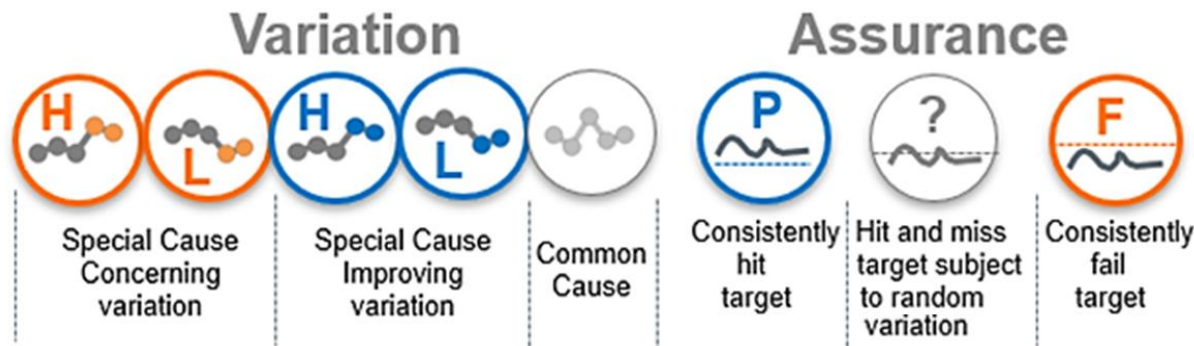 Variation
Assurance
H
L
H
L
P
?
F
Special Cause
Concerning
variation
Special Cause
Improving
variation
Common
Cause
Consistently
hit
target
Hit and miss
target subject
to random
variation
Consistently
fail
target